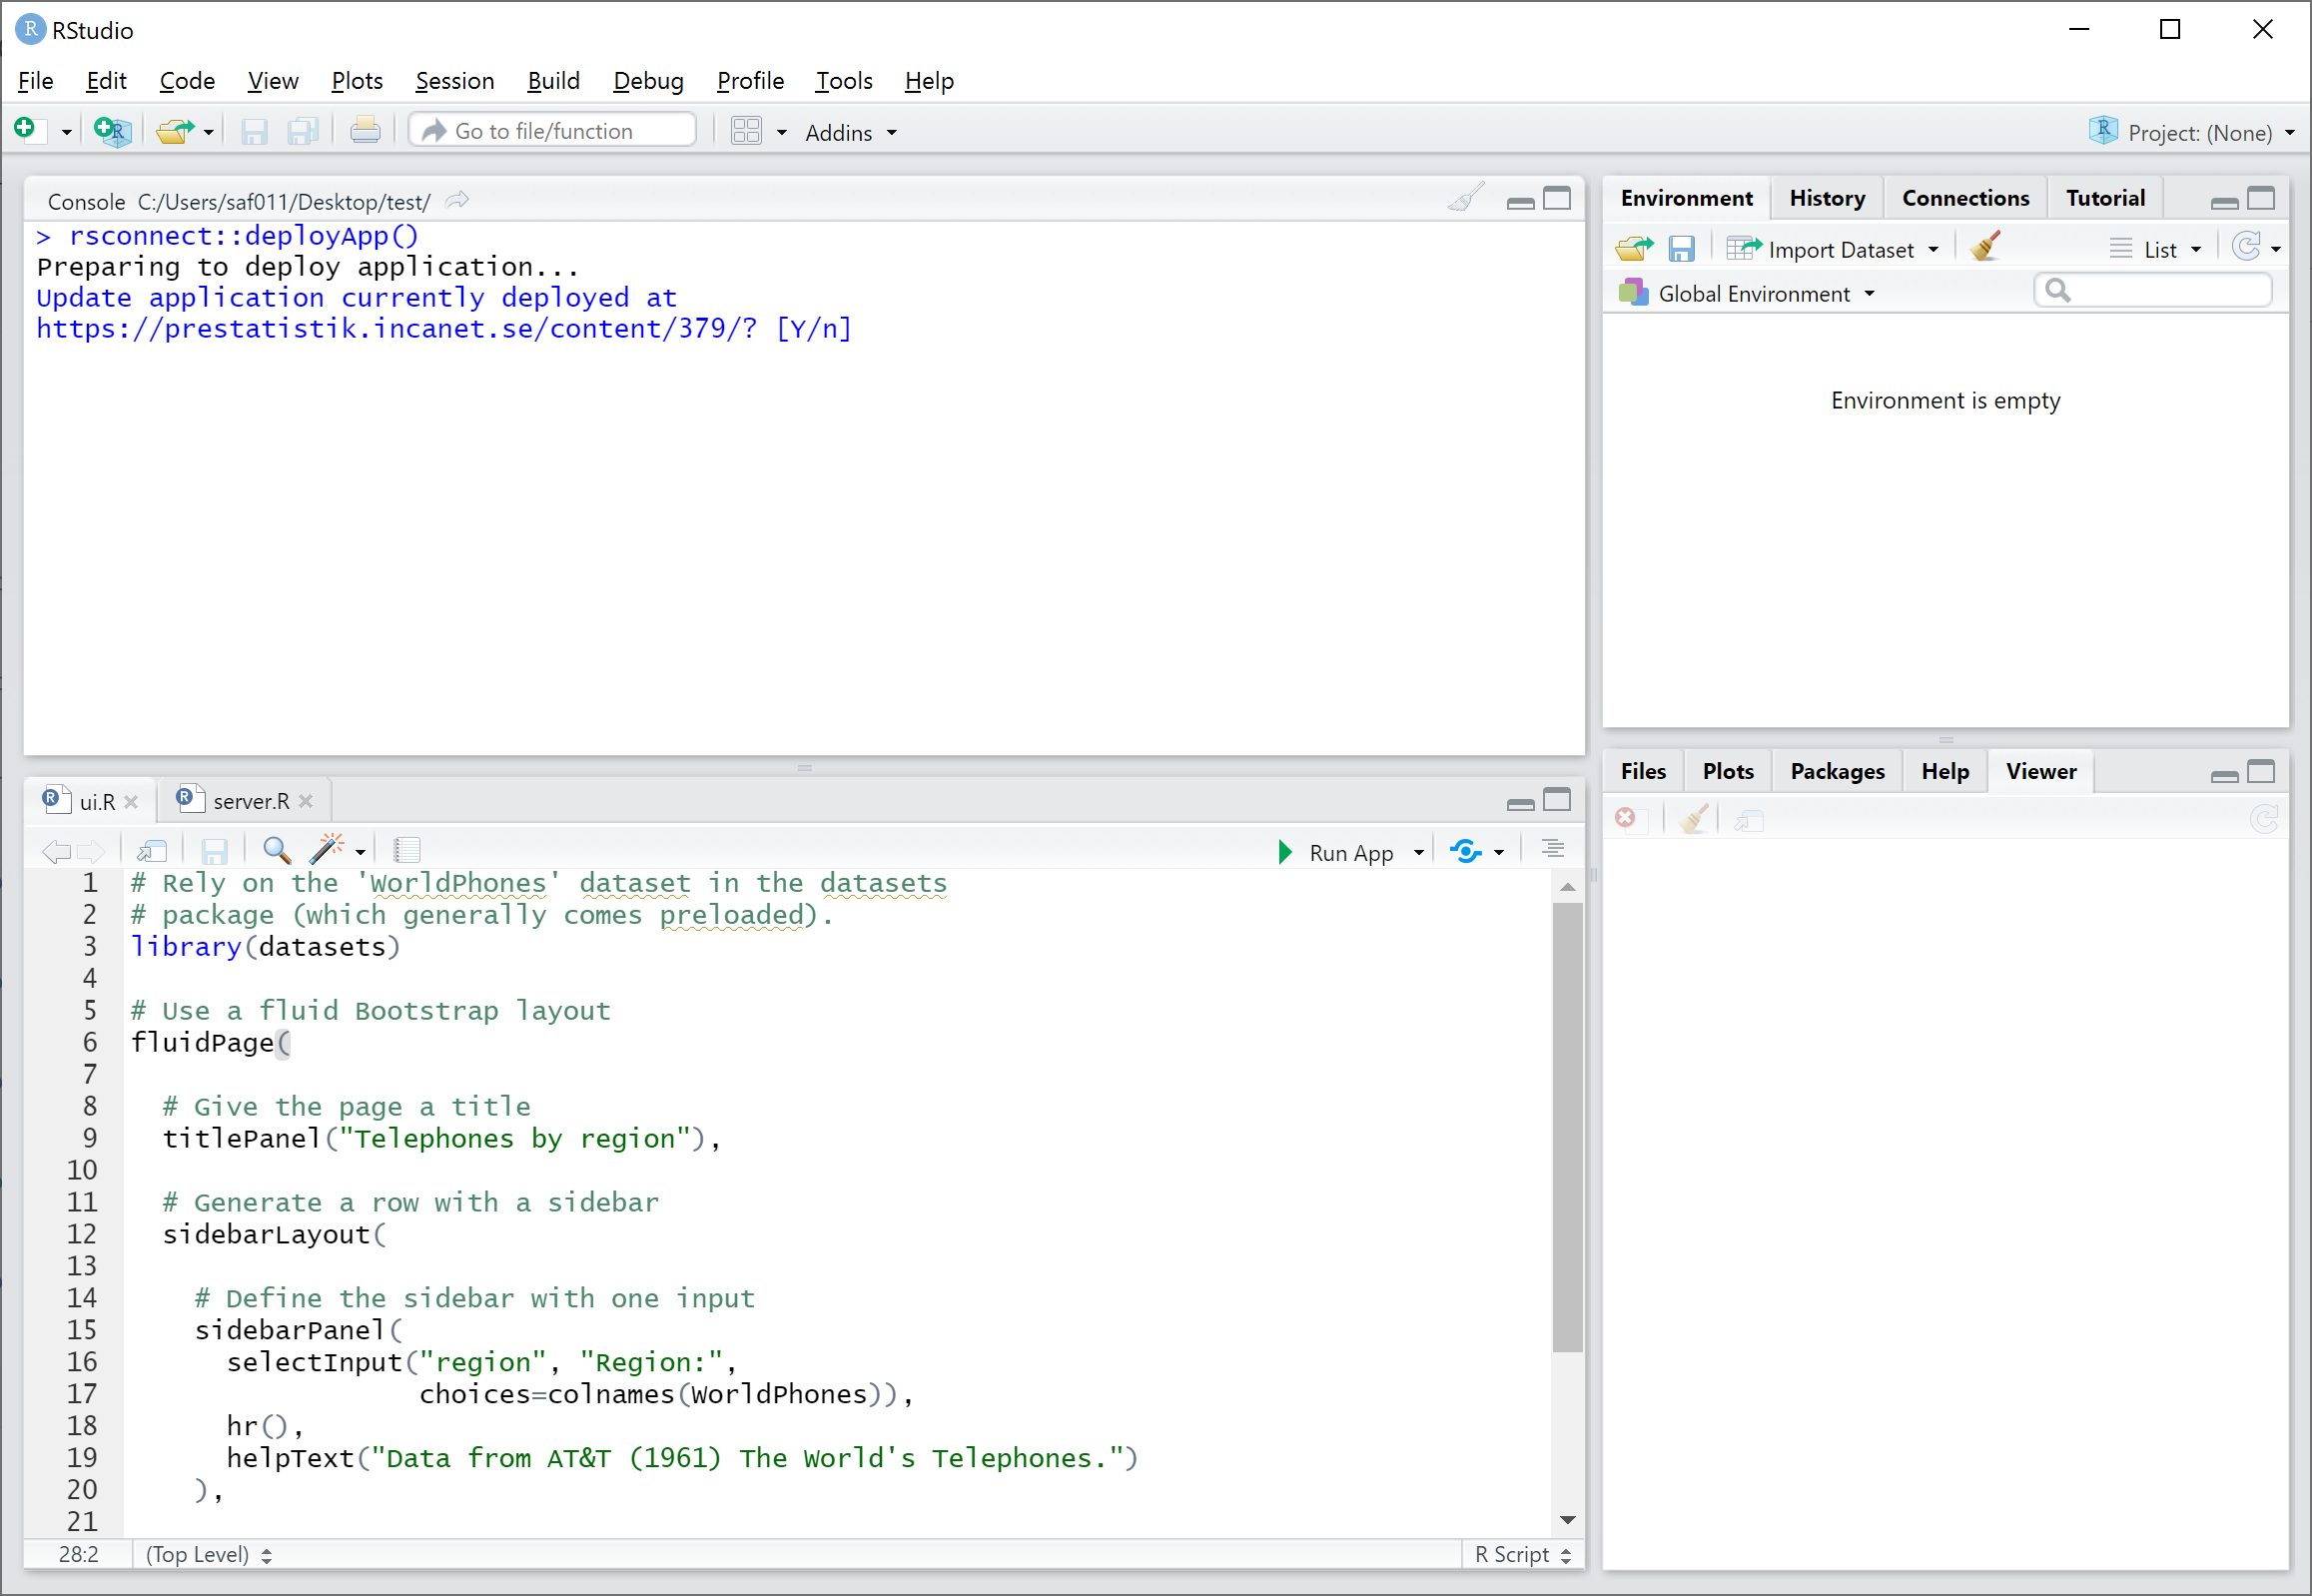 RStudio
File Edit Code View Plots Session Build Debug Profile Tools Help
Go to file/function Addins Project: (None)
Console C:/Users/saf011/Desktop/test/
> rsconnect::deployApp()
Preparing to deploy application...
Update application currently deployed at
https://prestatistik.incanet.se/content/379/? [Y/n]
Environment History Connections Tutorial
Import Dataset List
Global Environment
Environment is empty
ui.R server.R
Run App
1 # Rely on the 'WorldPhones' dataset in the datasets
2 # package (which generally comes preloaded).
3 library(datasets)
4
5 # Use a fluid Bootstrap layout
6 fluidPage(
7
8   # Give the page a title
9   titlePanel("Telephones by region"),
10
11   # Generate a row with a sidebar
12   sidebarLayout(
13
14     # Define the sidebar with one input
15     sidebarPanel(
16       selectInput("region", "Region:",
17                   choices=colnames(WorldPhones)),
18       hr(),
19       helpText("Data from AT&T (1961) The World's Telephones.")
20     ),
21
28:2 (Top Level) R Script
Files Plots Packages Help Viewer